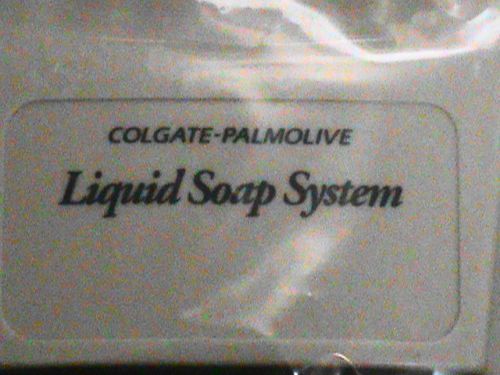 COLGATE-PALMOLIVE
Liquid Soap System